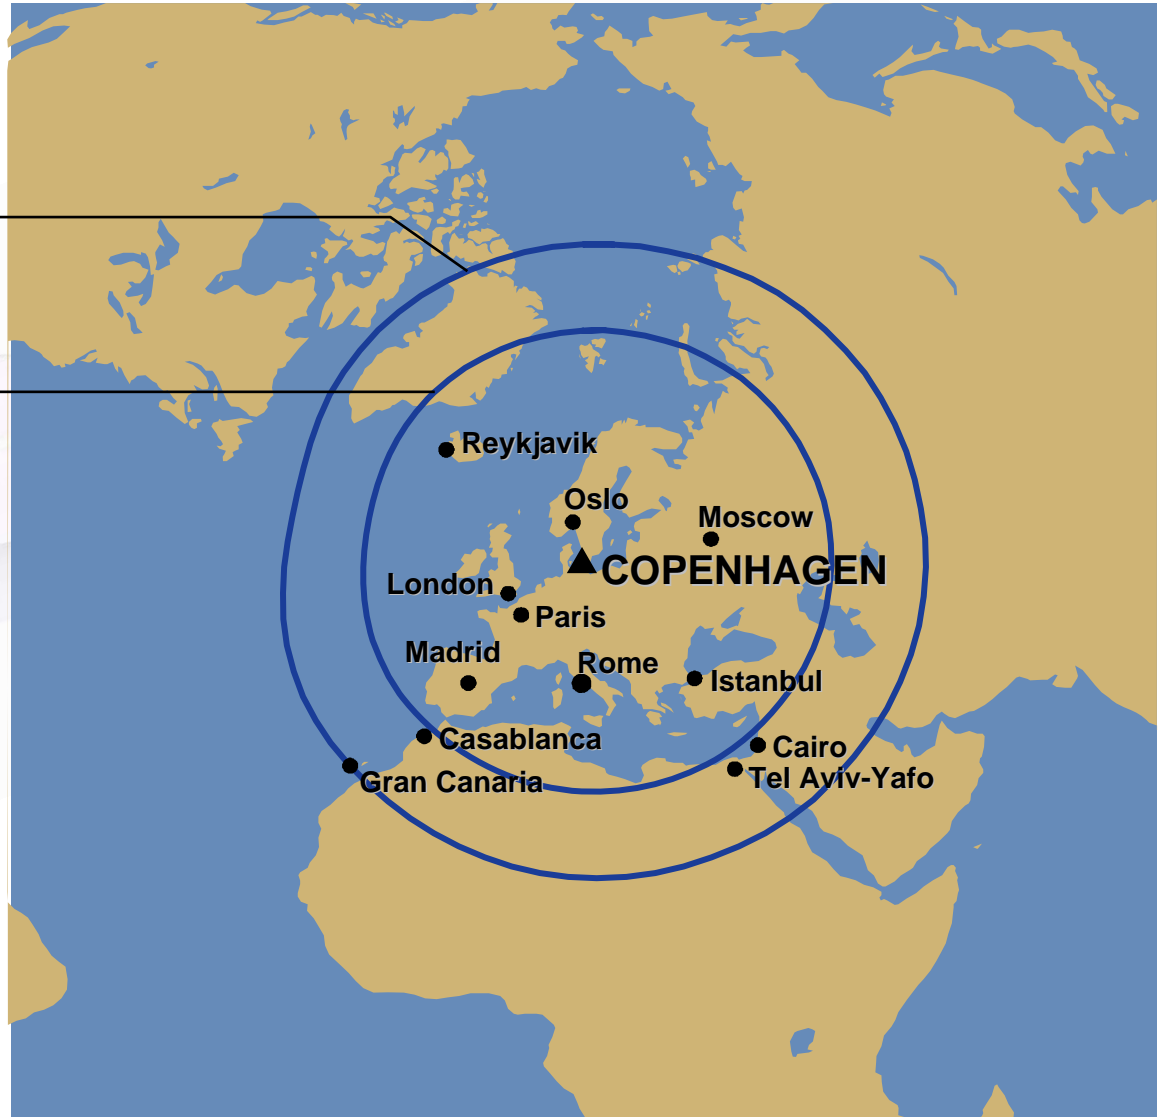 Reykjavik
Oslo
Moscow
COPENHAGEN
London
Paris
Madrid
Rome
Istanbul
Casablanca
Cairo
Gran Canaria
Tel Aviv-Yafo